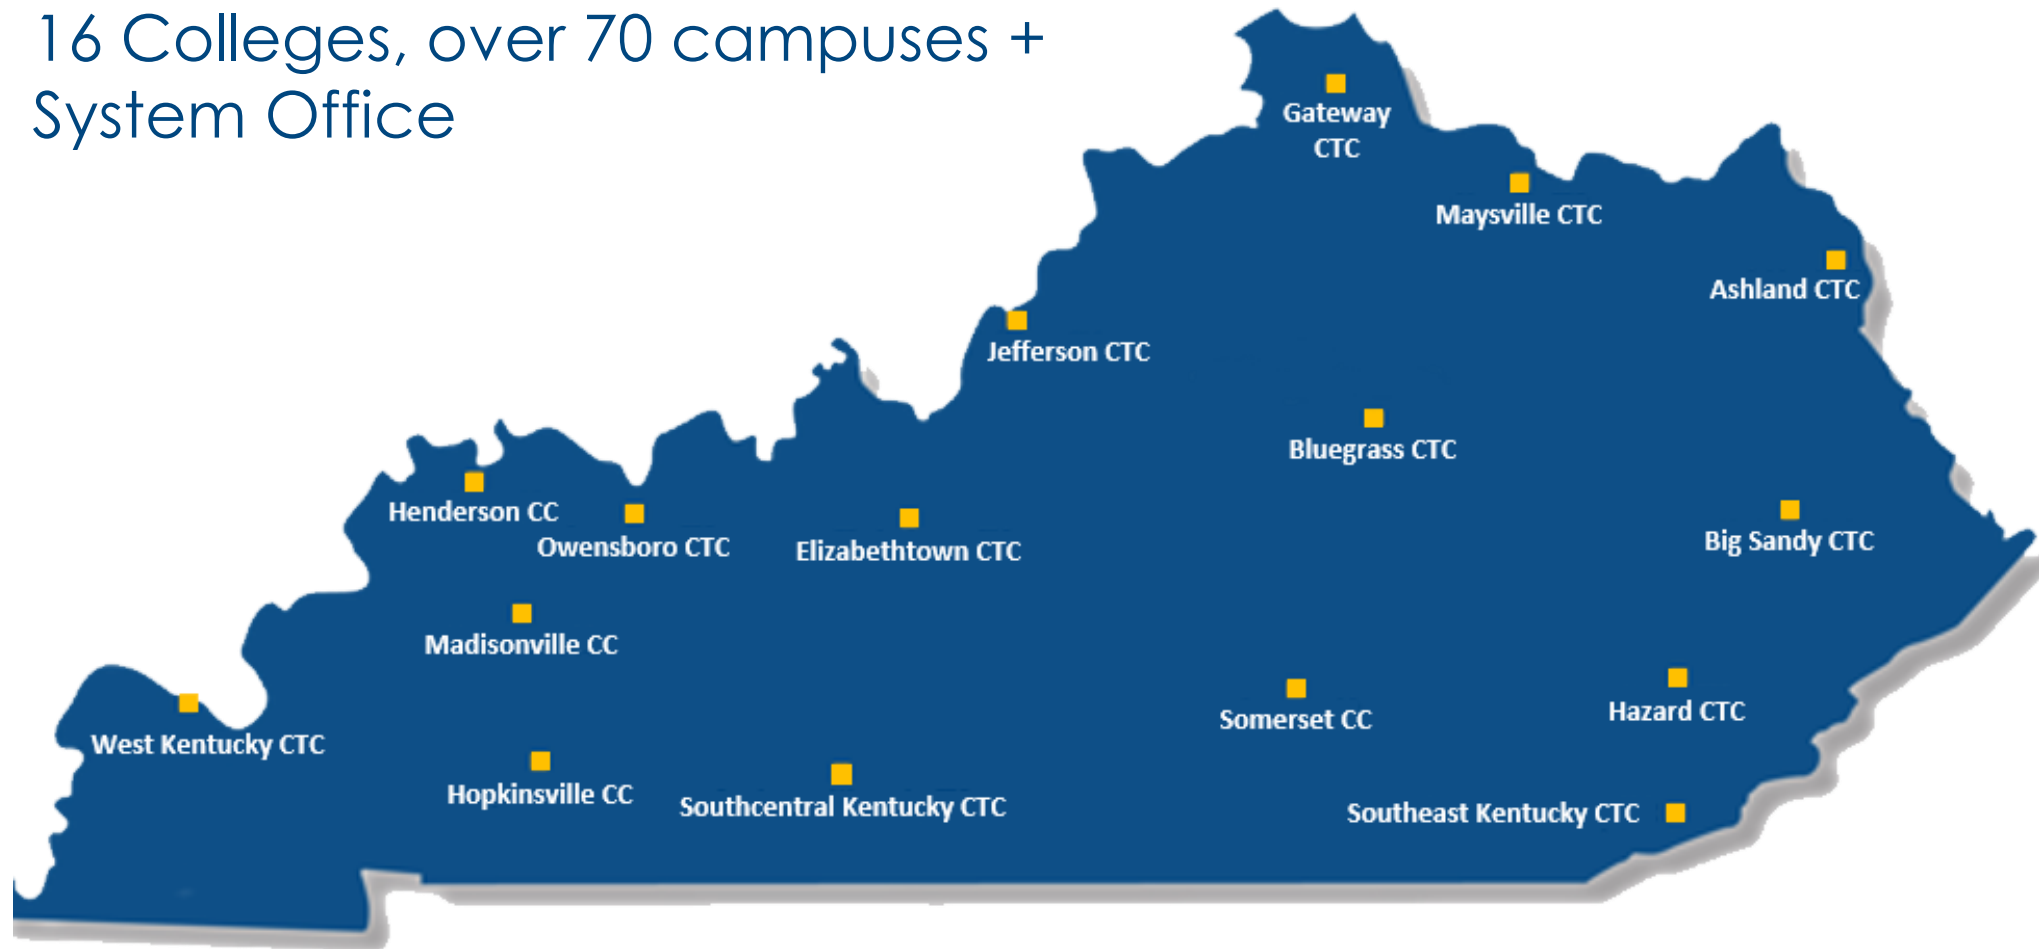 16 Colleges, over 70 campuses +
System Office
Gateway
CTC
Maysville CTC
Ashland CTC
Jefferson CTC
Bluegrass CTC
Henderson CC
Owensboro CTC
Elizabethtown CTC
Big Sandy CTC
Madisonville CC
West Kentucky CTC
Somerset CC
Hazard CTC
Hopkinsville CC
Southcentral Kentucky CTC
Southeast Kentucky CTC